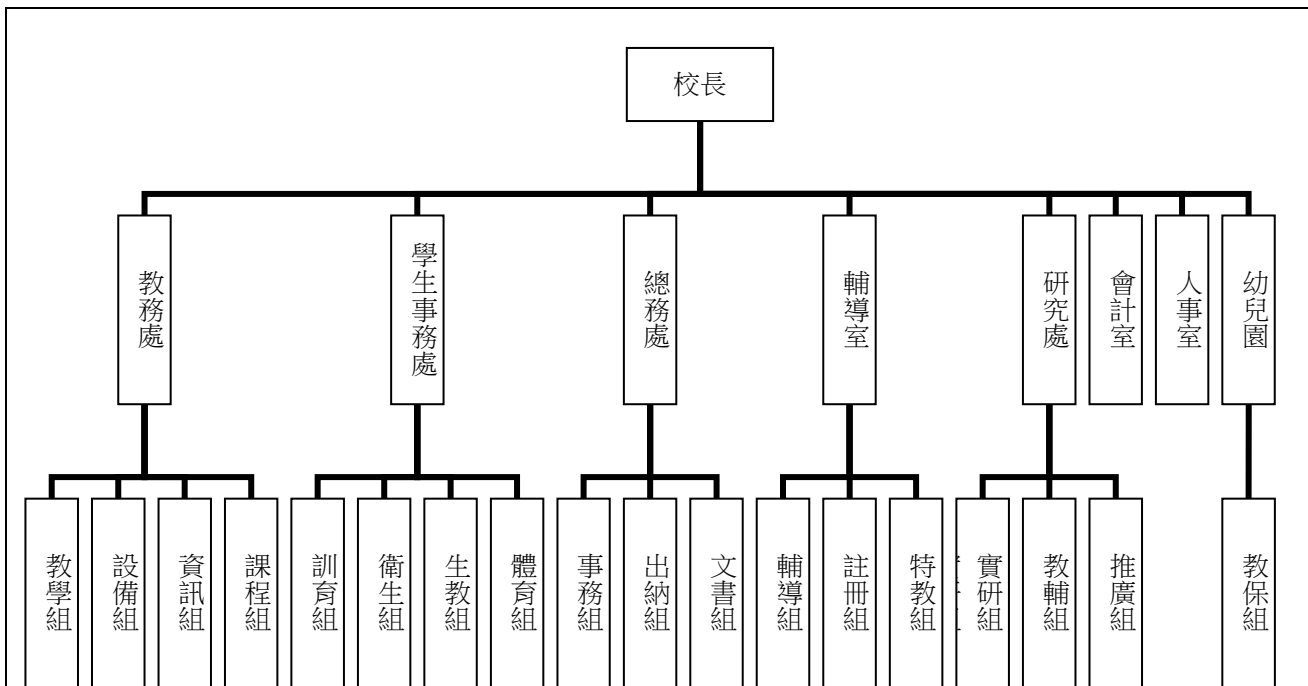 校長
教務處
學生事務處
總務處
輔導室
研究處
會計室
人事室
幼兒園
教學組
設備組
資訊組
課程組
訓育組
衛生組
生教組
體育組
事務組
出納組
文書組
輔導組
註冊組
特教組
實研組
教輔組
推廣組
教保組